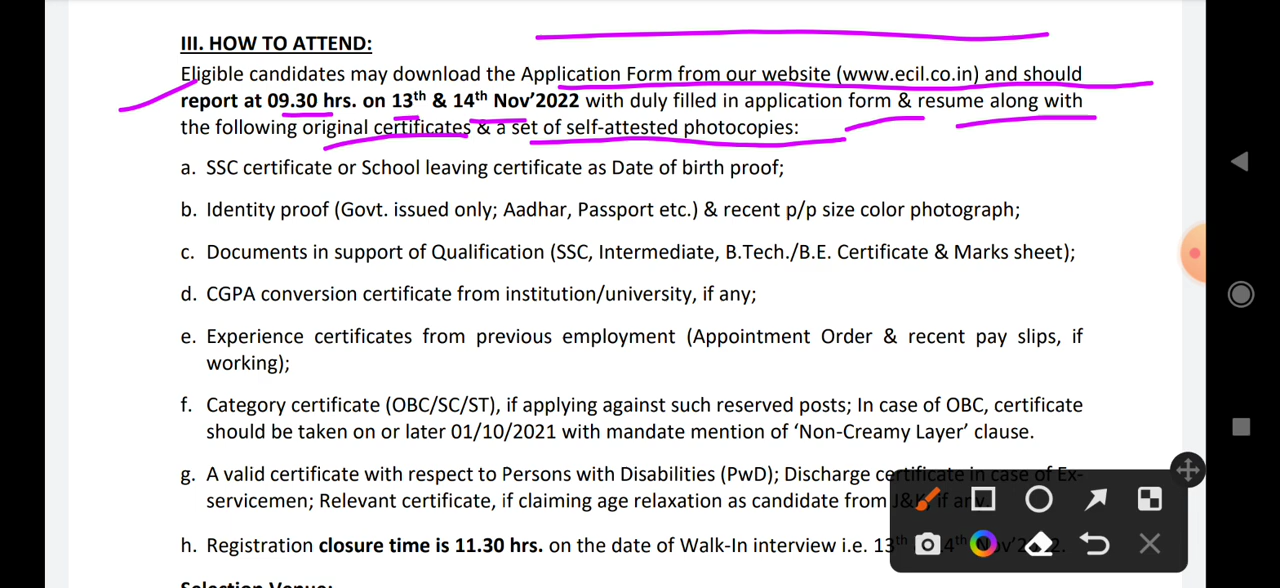 III. HOW TO ATTEND:
Eligible candidates may download the Application Form from our website (www.ecil.co.in) and should
report at 09.30 hrs. on 13th & 14th Nov'2022 with duly filled in application form & resume along with
the following original certificates & a set of self-attested photocopies:
a. SSC certificate or School leaving certificate as Date of birth proof;
b. Identity proof (Govt. issued only; Aadhar, Passport etc.) & recent p/p size color photograph;
c. Documents in support of Qualification (SSC, Intermediate, B.Tech./B.E. Certificate & Marks sheet);
d. CGPA conversion certificate from institution/university, if any;
e. Experience certificates from previous employment (Appointment Order & recent pay slips, if
working);
f. Category certificate (OBC/SC/ST), if applying against such reserved posts; In case of OBC, certificate
should be taken on or later 01/10/2021 with mandate mention of 'Non-Creamy Layer' clause.
g. A valid certificate with respect to Persons with Disabilities (PwD); Discharge certificate in case of Ex-
servicemen; Relevant certificate, if claiming age relaxation as candidate from J&K, if any.
h. Registration closure time is 11.30 hrs. on the date of Walk-In interview i.e. 13th 14th Nov'2022.
Selection Venue: